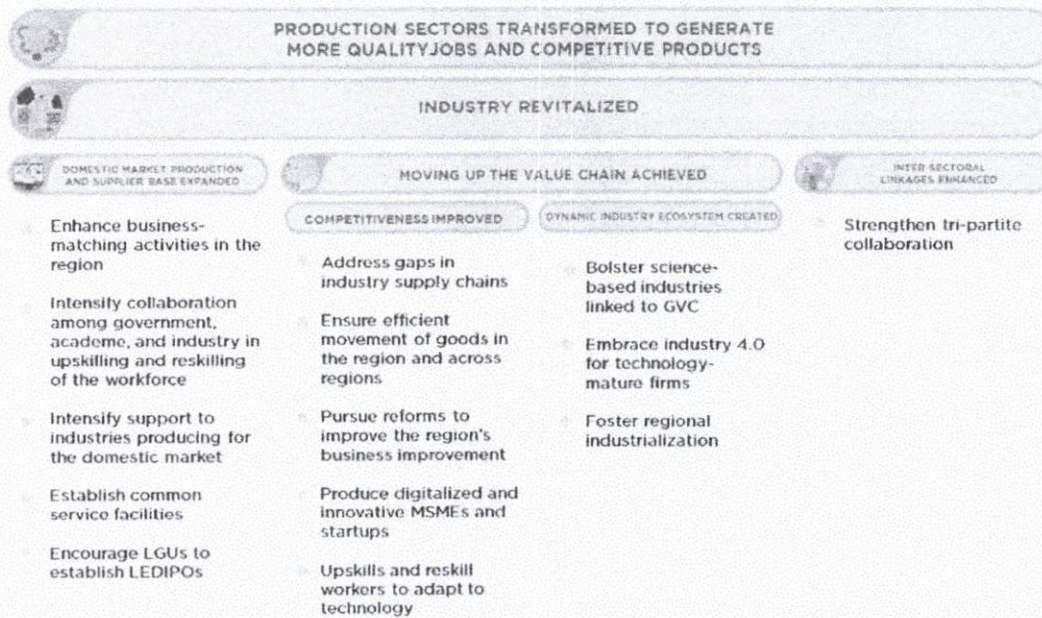 PRODUCTION SECTORS TRANSFORMED TO GENERATE
MORE QUALITYJOBS AND COMPETITIVE PRODUCTS
INDUSTRY REVITALIZED
DOMESTIC MARKET PRODUCTION
AND SUPPLIER BASE EXPANDED
Enhance business-
matching activities in the
region
Intensify collaboration
among government,
academe, and industry in
upskilling and reskilling
of the workforce
Intensify support to
industries producing for
the domestic market
Establish common
service facilities
Encourage LGUs to
establish LEDIPOs
MOVING UP THE VALUE CHAIN ACHIEVED
COMPETITIVENESS IMPROVED
Address gaps in
industry supply chains
Ensure efficient
movement of goods in
the region and across
regions
Pursue reforms to
improve the region's
business improvement
Produce digitalized and
innovative MSMEs and
startups
Upskills and reskill
workers to adapt to
technology
DYNAMIC INDUSTRY ECOSYSTEM CREATED
Bolster science-
based industries
linked to GVC
Embrace industry 4.0
for technology-
mature firms
Foster regional
industrialization
INTER-SECTORAL
LINKAGES ENHANCED
Strengthen tri-partite
collaboration